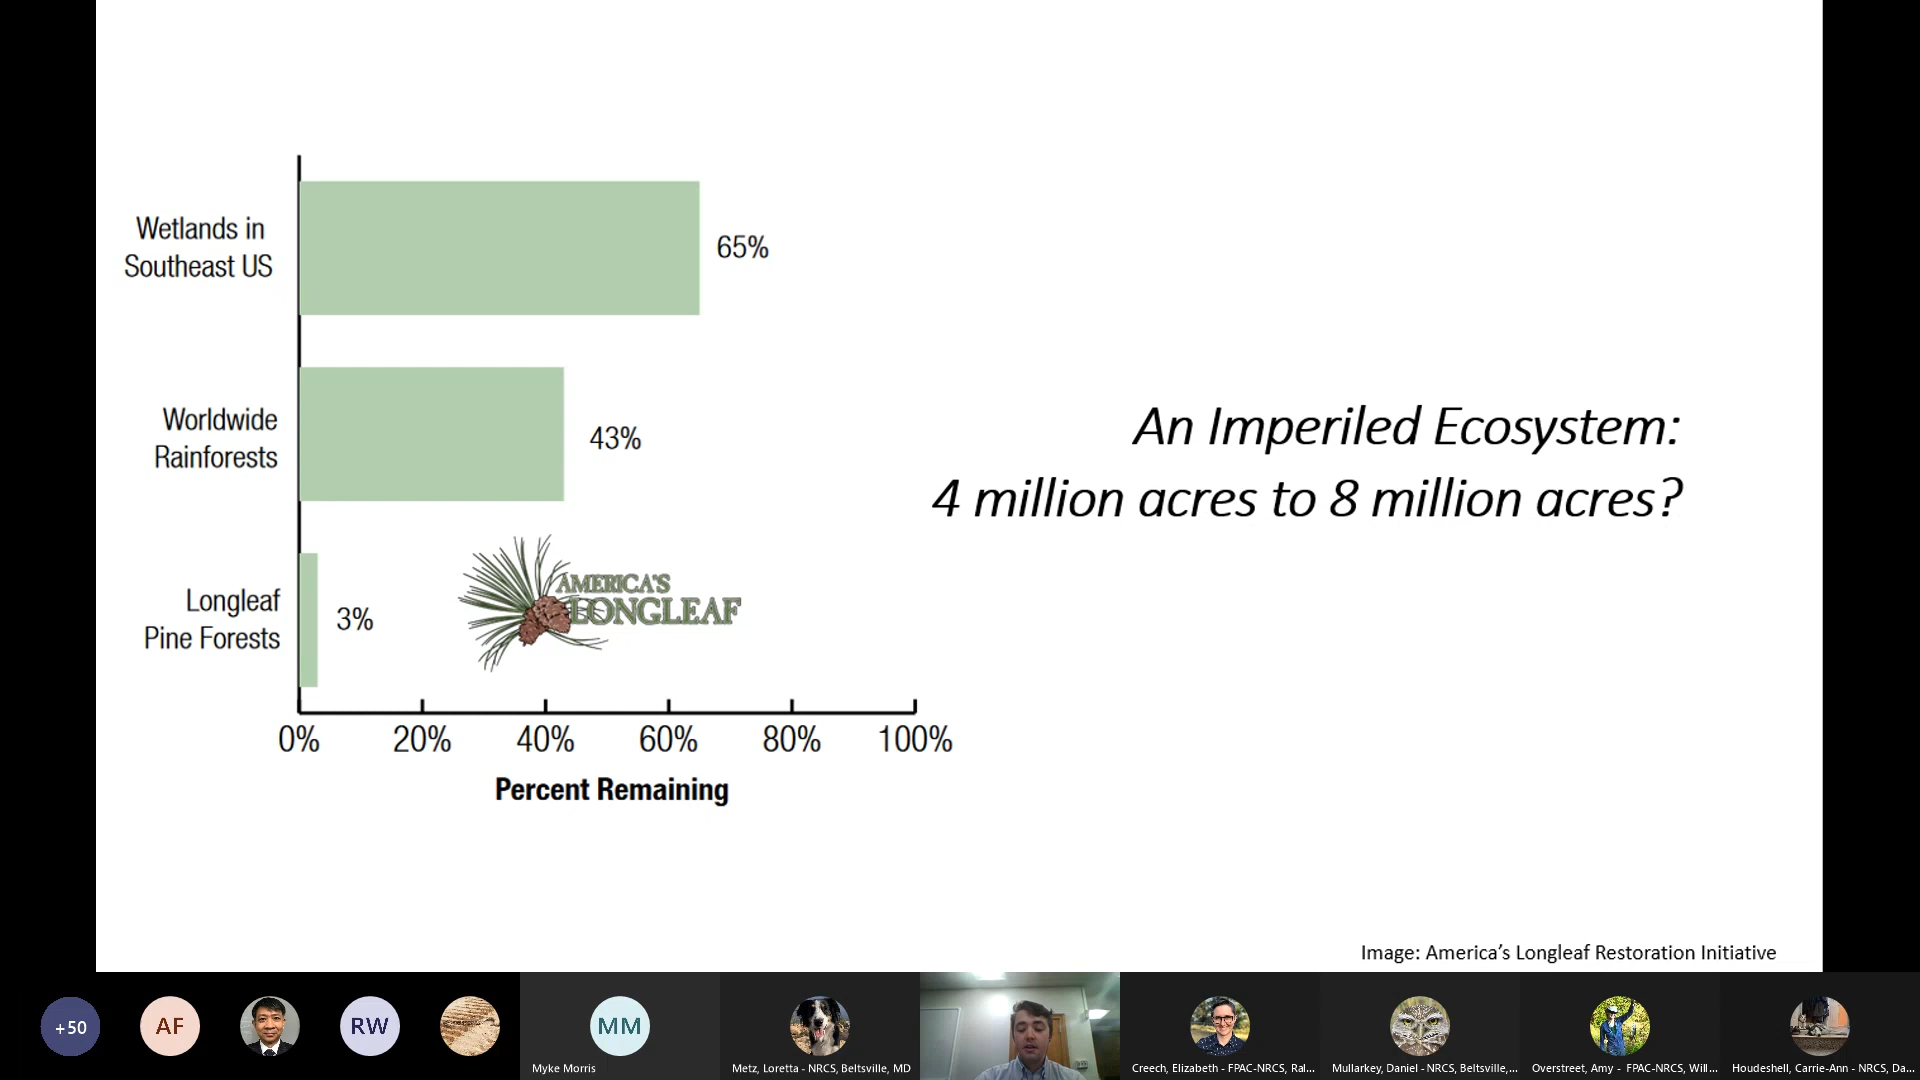 Wetlands in
Southeast US
65%
Worldwide
Rainforests
43%
Longleaf
Pine Forests
3%
AMERICA'S
LONGLEAF
0% 20% 40% 60% 80% 100%
Percent Remaining
An Imperiled Ecosystem:
4 million acres to 8 million acres?
Image: America’s Longleaf Restoration Initiative
+50
AF
RW
MM
Myke Morris
Metz, Loretta - NRCS, Beltsville, MD
Creech, Elizabeth - FPAC-NRCS, Ral...
Mullarkey, Daniel - NRCS, Beltsville,...
Overstreet, Amy - FPAC-NRCS, Will...
Houdeshell, Carrie-Ann - NRCS, Da...